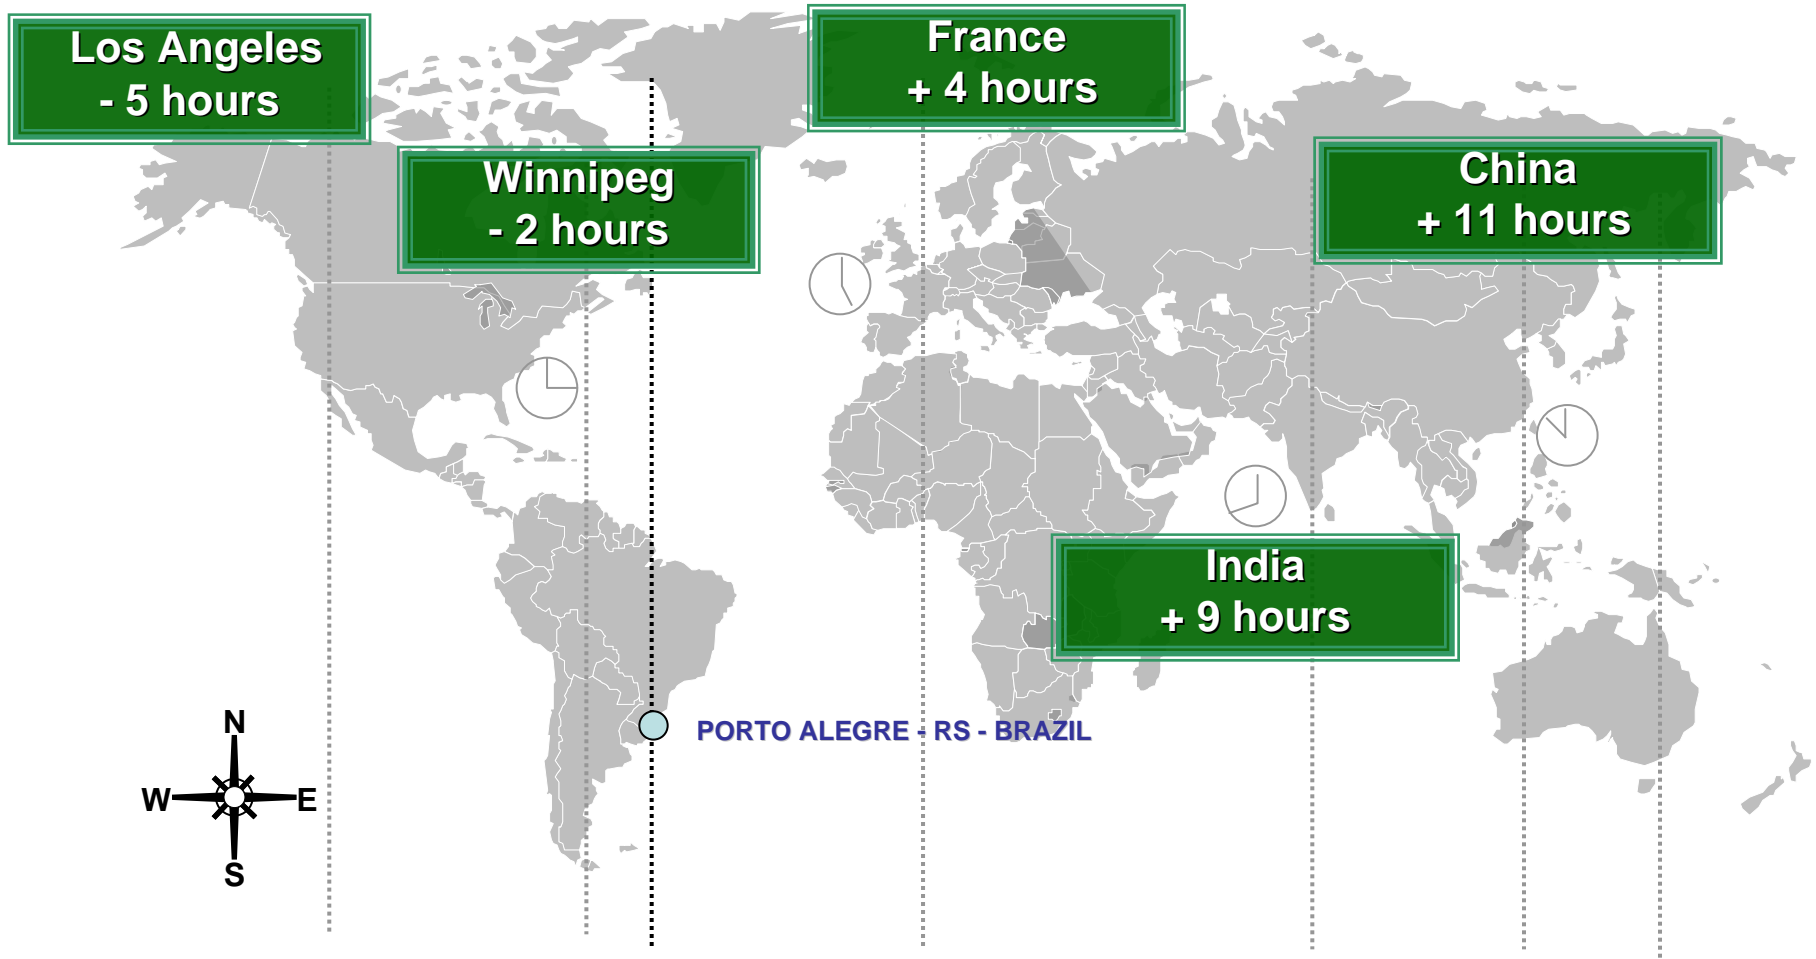 Los Angeles
- 5 hours
France
+ 4 hours
Winnipeg
- 2 hours
China
+ 11 hours
India
+ 9 hours
PORTO ALEGRE - RS - BRAZIL
N
W
E
S